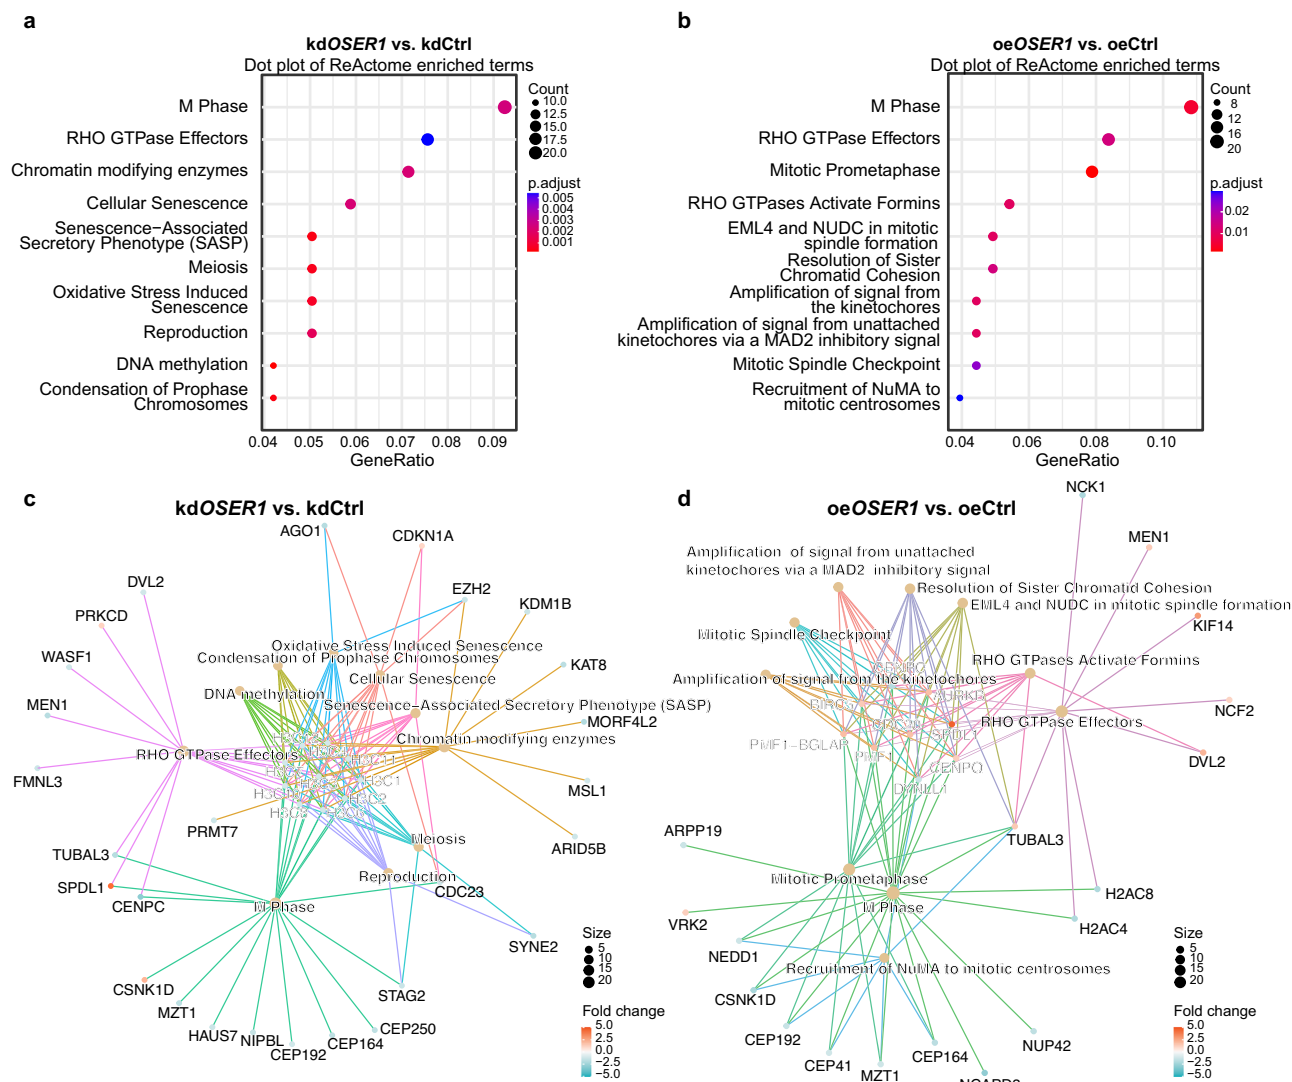 a
kdOSER1 vs. kdCtrl
Dot plot of ReActome enriched terms
M Phase
RHO GTPase Effectors
Chromatin modifying enzymes
Cellular Senescence
Senescence−Associated
Secretory Phenotype (SASP)
Meiosis
Oxidative Stress Induced
Senescence
Reproduction
DNA methylation
Condensation of Prophase
Chromosomes
0.04 0.05 0.06 0.07 0.08 0.09
GeneRatio
Count
10.0
12.5
15.0
17.5
20.0
p.adjust
0.005
0.004
0.003
0.002
0.001
b
oeOSER1 vs. oeCtrl
Dot plot of ReActome enriched terms
M Phase
RHO GTPase Effectors
Mitotic Prometaphase
RHO GTPases Activate Formins
EML4 and NUDC in mitotic
spindle formation
Resolution of Sister
Chromatid Cohesion
Amplification of signal from
the kinetochores
Amplification of signal from unattached
kinetochores via a MAD2 inhibitory signal
Mitotic Spindle Checkpoint
Recruitment of NuMA to
mitotic centrosomes
0.04 0.06 0.08 0.10
GeneRatio
Count
8
12
16
20
p.adjust
0.02
0.01
c
kdOSER1 vs. kdCtrl
AGO1
CDKN1A
DVL2
EZH2
KDM1B
PRKCD
WASF1
Oxidative Stress Induced Senescence
Condensation of Prophase Chromosomes
KAT8
Cellular Senescence
DNA methylation
MEN1
Senescence−Associated Secretory Phenotype (SASP)
MORF4L2
Chromatin modifying enzymes
RHO GTPase Effectors
FMNL3
MSL1
PRMT7
Meiosis
ARID5B
TUBAL3
Reproduction
SPDL1
CDC23
CENPC
M Phase
SYNE2
CSNK1D
STAG2
MZT1
HAUS7
NIPBL
CEP192
CEP164
CEP250
Size
5
10
15
20
Fold change
5.0
2.5
0.0
−2.5
−5.0
d
oeOSER1 vs. oeCtrl
NCK1
MEN1
Amplification of signal from unattached
kinetochores via a MAD2 inhibitory signal
Resolution of Sister Chromatid Cohesion
EML4 and NUDC in mitotic spindle formation
KIF14
Mitotic Spindle Checkpoint
RHO GTPases Activate Formins
Amplification of signal from the kinetochores
NCF2
RHO GTPase Effectors
SPDL1
PMF1−BGLAP
PMF1
CENPQ
DYNLL1
DVL2
ARPP19
TUBAL3
Mitotic Prometaphase
H2AC8
M Phase
VRK2
H2AC4
NEDD1
Recruitment of NuMA to mitotic centrosomes
CSNK1D
CEP192
CEP41
MZT1
CEP164
NUP42
Size
5
10
15
20
Fold change
5.0
2.5
0.0
−2.5
−5.0